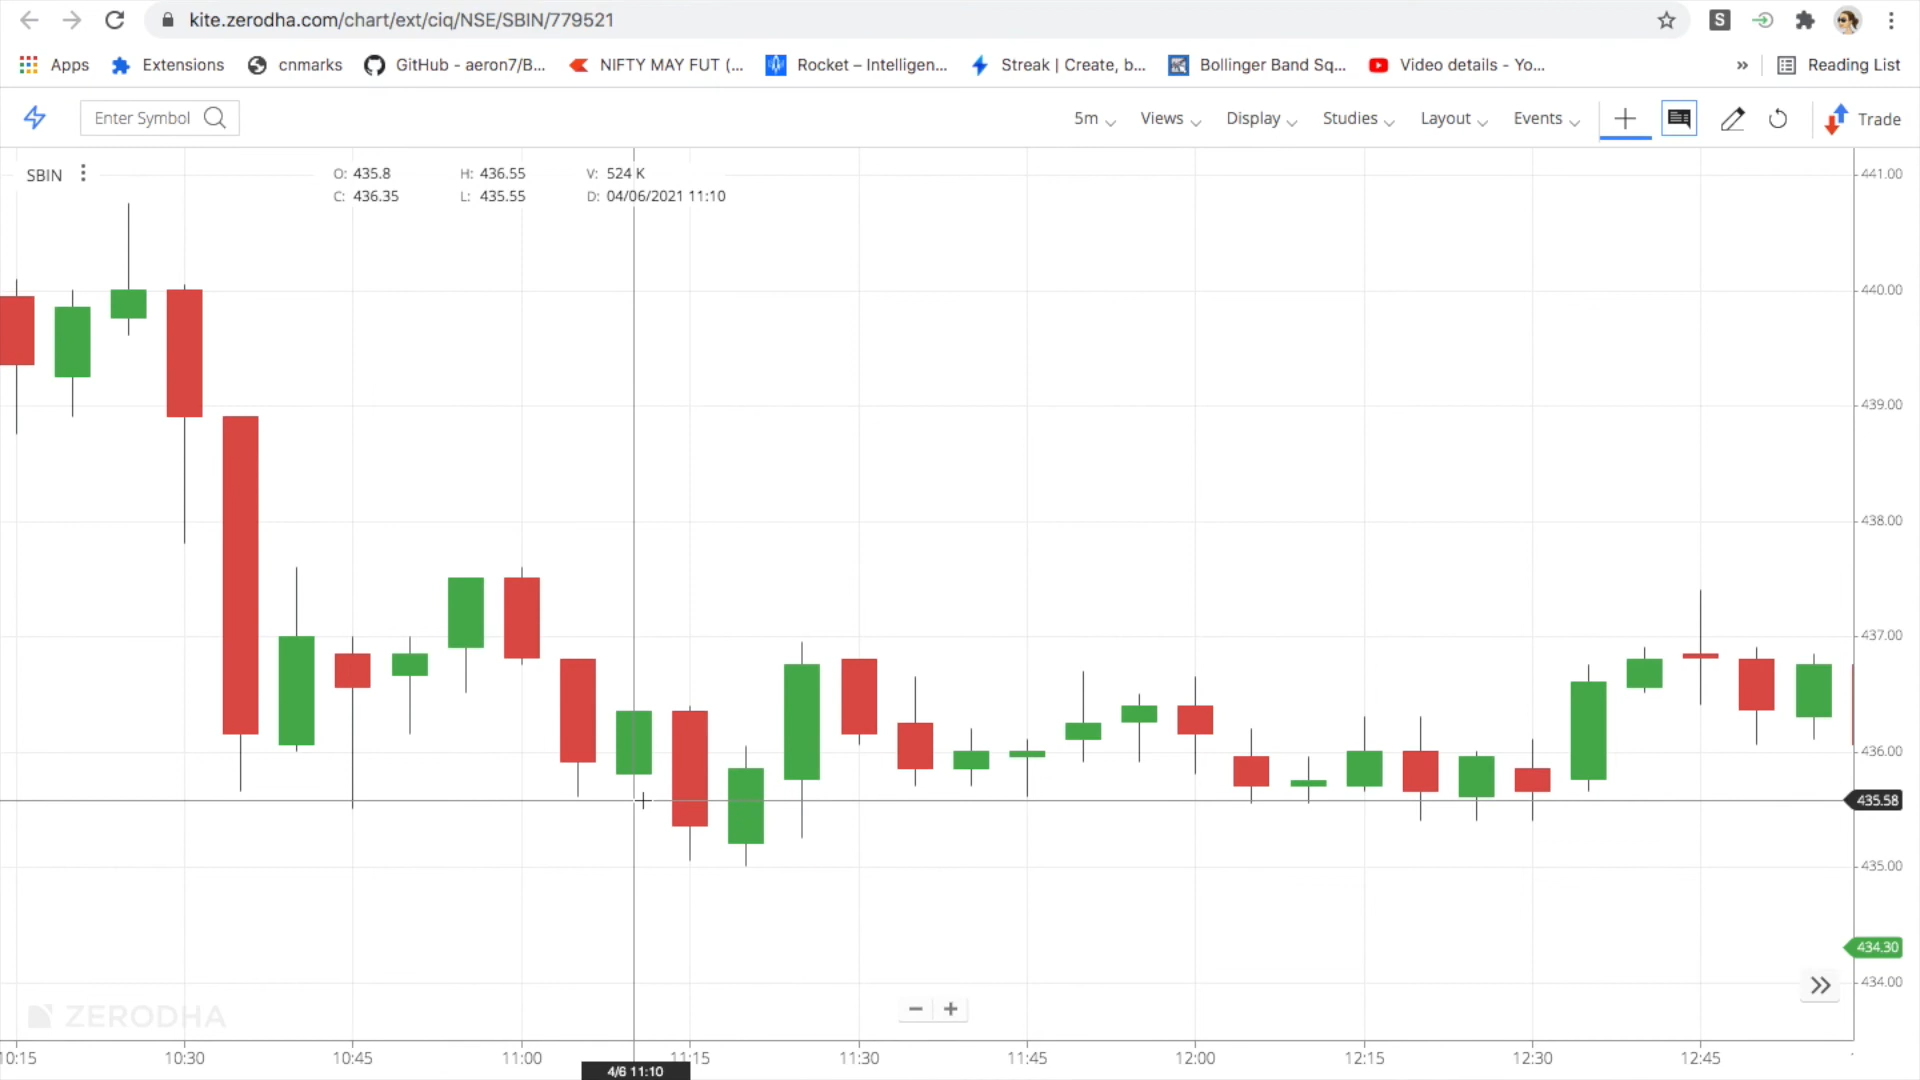 kite.zerodha.com/chart/ext/ciq/NSE/SBIN/779521
S
Apps Extensions cnmarks GitHub - aeron7/B... NIFTY MAY FUT (... Rocket – Intelligen... Streak | Create, b... Bollinger Band Sq... Video details - Yo... » Reading List
Enter Symbol 5m Views Display Studies Layout Events Trade
SBIN O: 435.8 H: 436.55 V: 524 K
C: 436.35 L: 435.55 D: 04/06/2021 11:10
441.00
440.00
439.00
438.00
437.00
436.00
435.58
435.00
434.30
434.00
ZERODHA
10:15 10:30 10:45 11:00 11:15 11:30 11:45 12:00 12:15 12:30 12:45
4/6 11:10